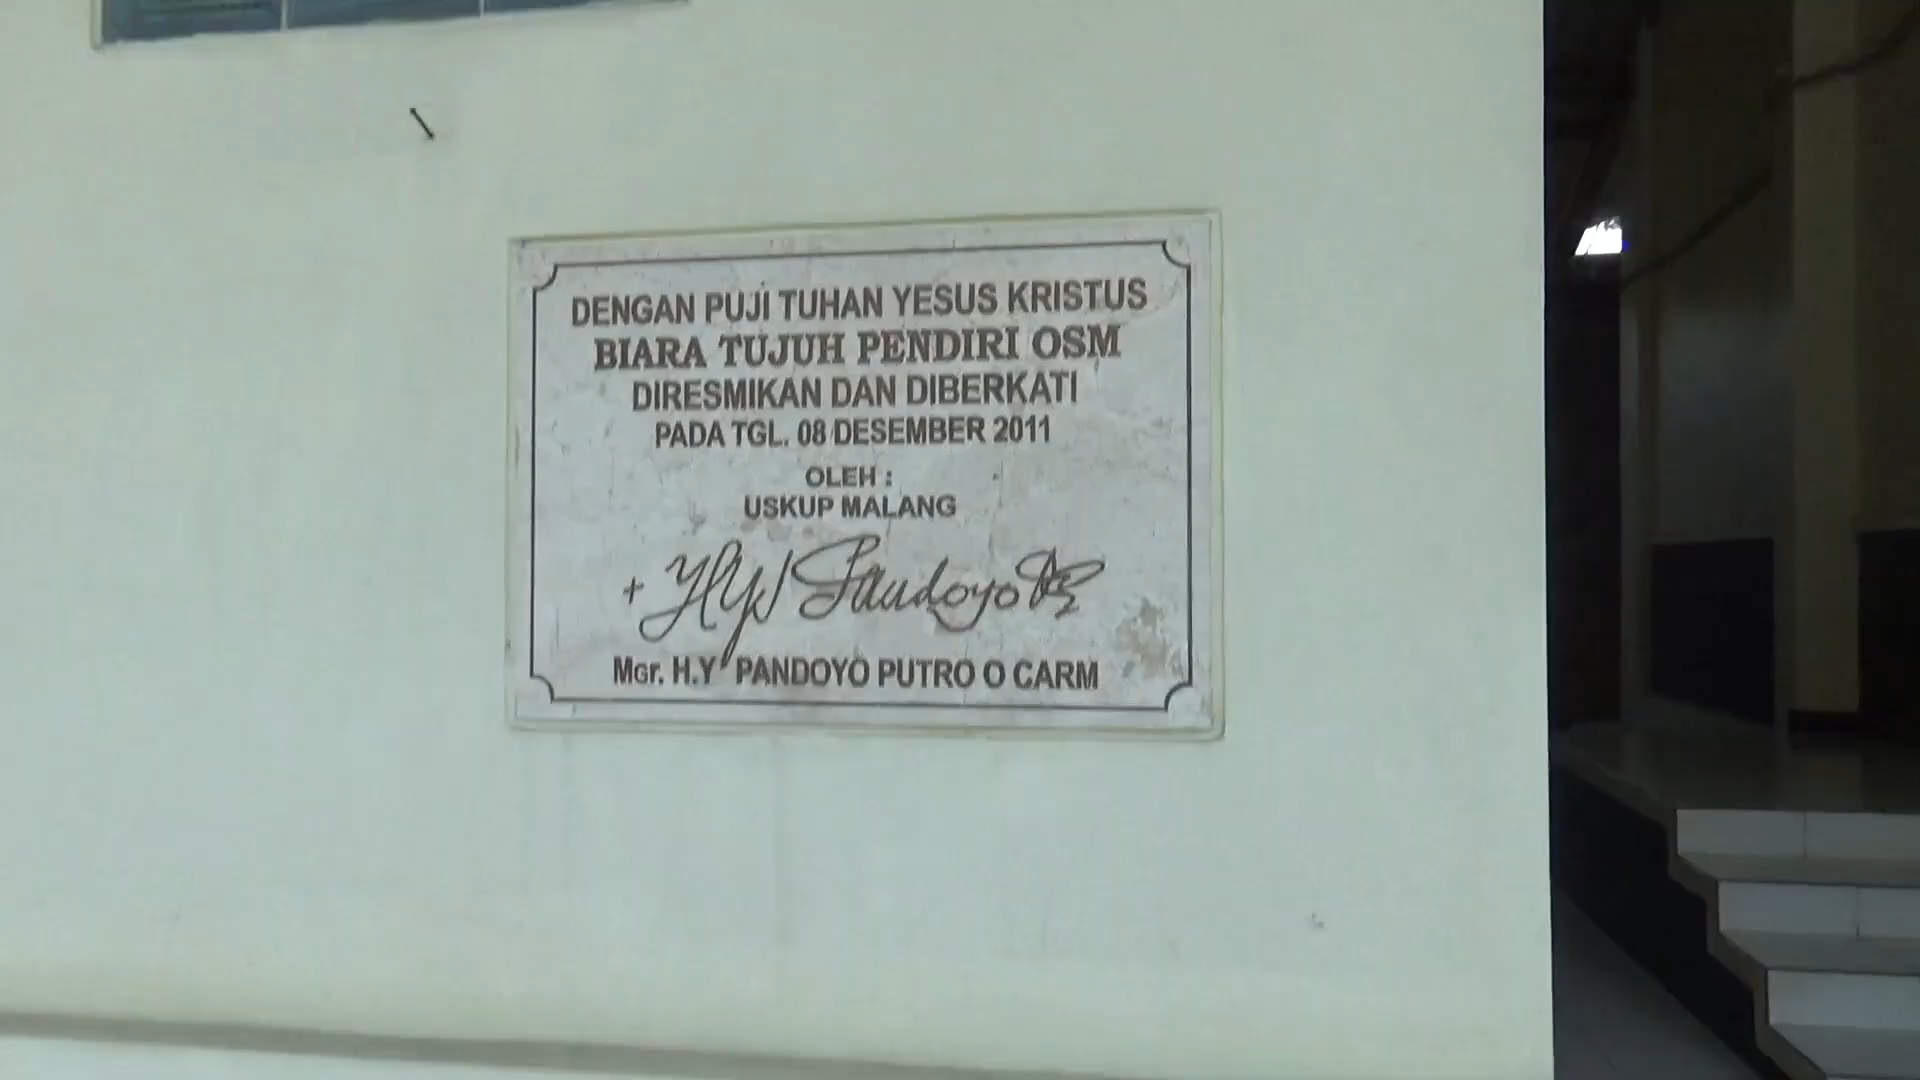 DENGAN PUJI TUHAN YESUS KRISTUS
BIARA TUJUH PENDIRI OSM
DIRESMIKAN DAN DIBERKATI
PADA TGL. 08 DESEMBER 2011
OLEH :
USKUP MALANG
+ H.Y. Pandoyo
Mgr. H.Y PANDOYO PUTRO O CARM